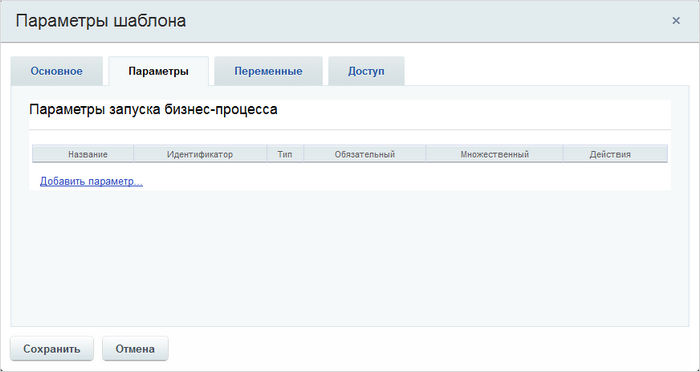 Параметры шаблона ×
Основное Параметры Переменные Доступ
Параметры запуска бизнес-процесса
Название Идентификатор Тип Обязательный Множественный Действия
Добавить параметр...
Сохранить Отмена